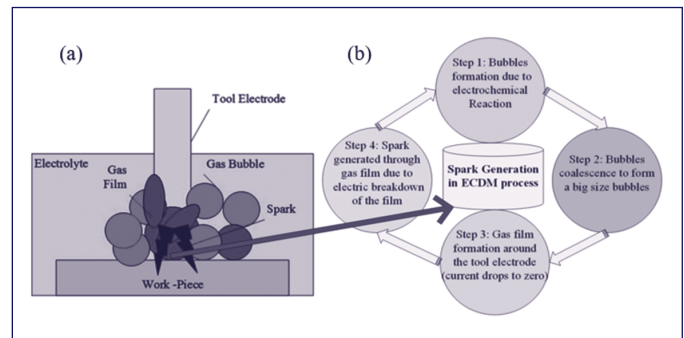 (a)
Tool Electrode
Electrolyte
Gas
Film
Gas Bubble
Spark
Work -Piece
(b)
Step 1: Bubbles
formation due to
electrochemical
Reaction
Step 2: Bubbles
coalescence to form
a big size bubbles
Step 3: Gas film
formation around
the tool electrode
(current drops to zero)
Step 4: Spark
generated through
gas film due to
electric breakdown
of the film
Spark Generation
in ECDM process